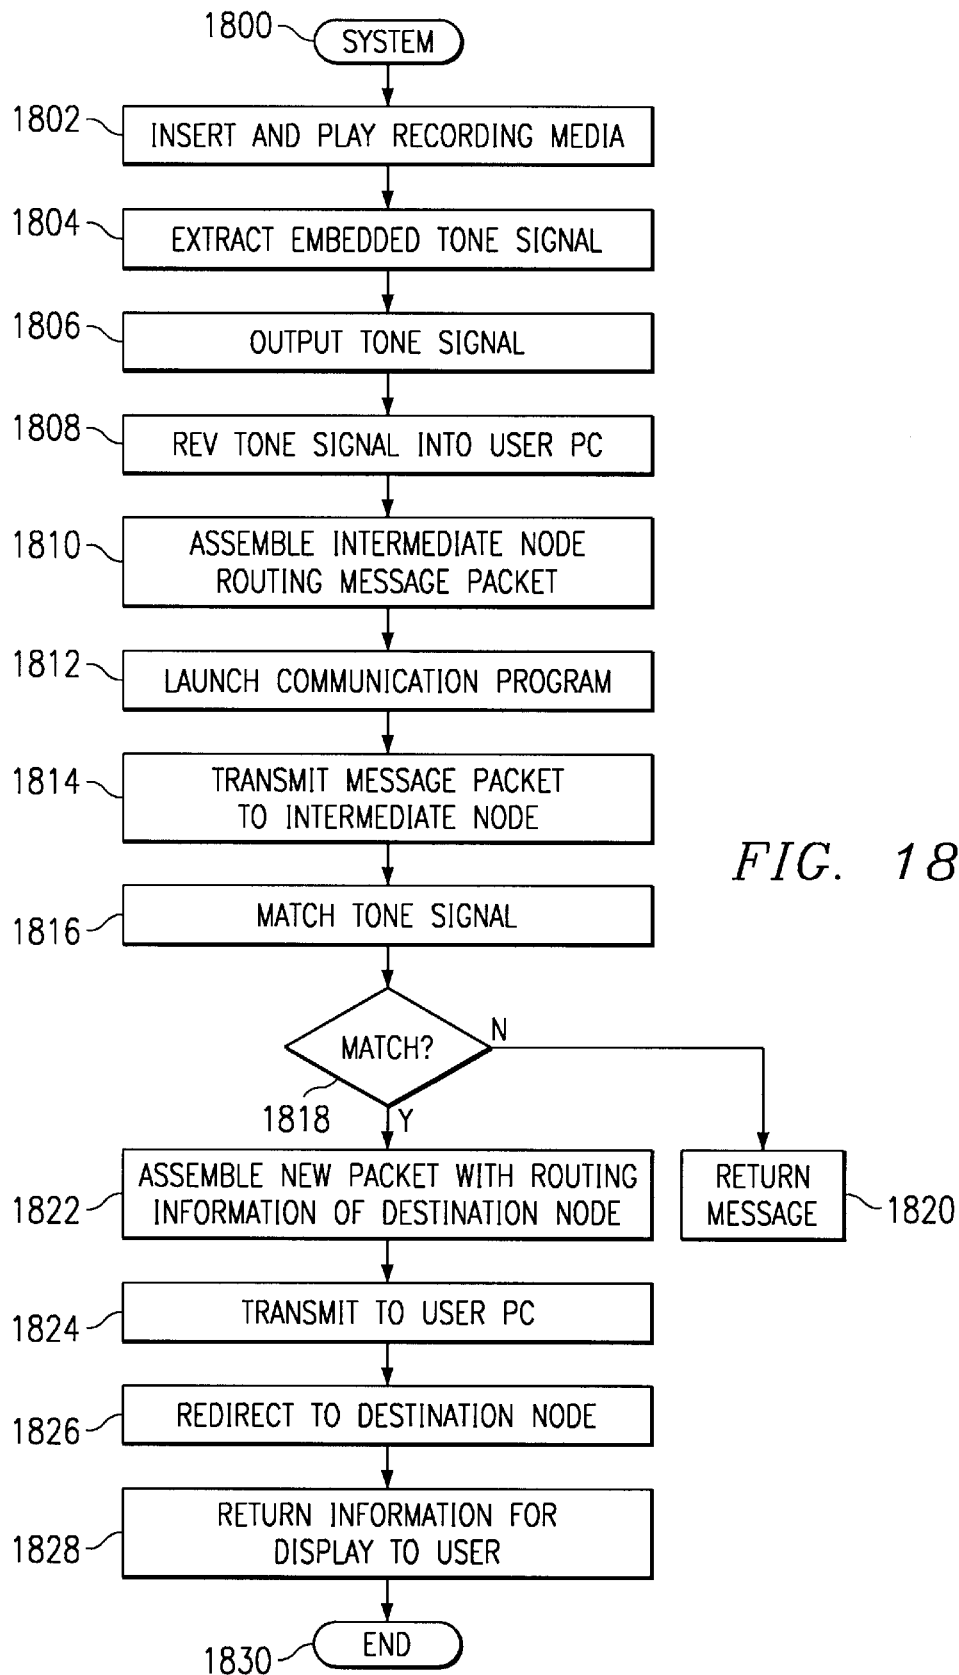 1800
SYSTEM
1802
INSERT AND PLAY RECORDING MEDIA
1804
EXTRACT EMBEDDED TONE SIGNAL
1806
OUTPUT TONE SIGNAL
1808
REV TONE SIGNAL INTO USER PC
1810
ASSEMBLE INTERMEDIATE NODE
ROUTING MESSAGE PACKET
1812
LAUNCH COMMUNICATION PROGRAM
1814
TRANSMIT MESSAGE PACKET
TO INTERMEDIATE NODE
FIG. 18
1816
MATCH TONE SIGNAL
MATCH?
N
1818
Y
1822
ASSEMBLE NEW PACKET WITH ROUTING
INFORMATION OF DESTINATION NODE
RETURN
MESSAGE
1820
1824
TRANSMIT TO USER PC
1826
REDIRECT TO DESTINATION NODE
1828
RETURN INFORMATION FOR
DISPLAY TO USER
1830
END